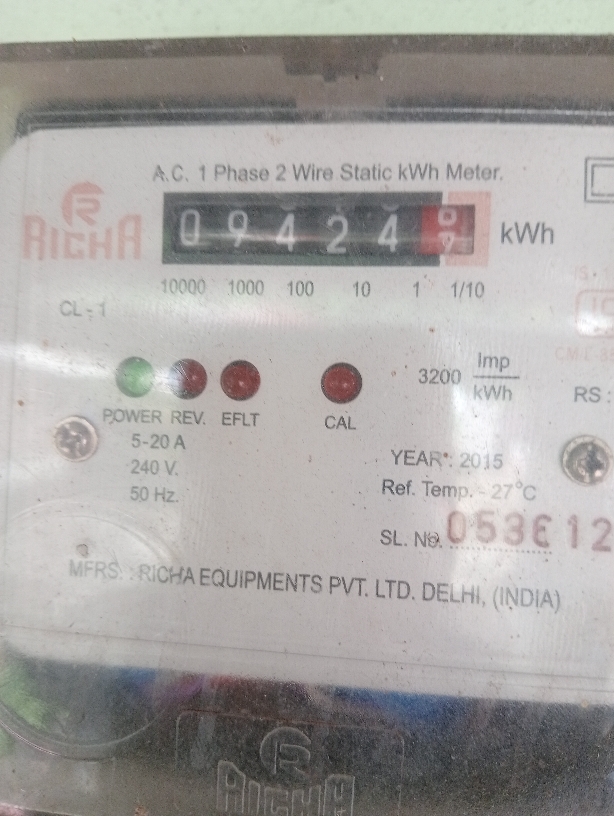 A.C. 1 Phase 2 Wire Static kWh Meter.
RICHA
0 9 4 2 4 kWh
10000 1000 100 10 1 1/10
CL - 1
3200 Imp
kWh
RS :
POWER REV. EFLT CAL
5-20 A
240 V.
50 Hz.
YEAR : 2015
Ref. Temp. - 27°C
SL. No.
MFRS. : RICHA EQUIPMENTS PVT. LTD. DELHI, (INDIA)
RICHA